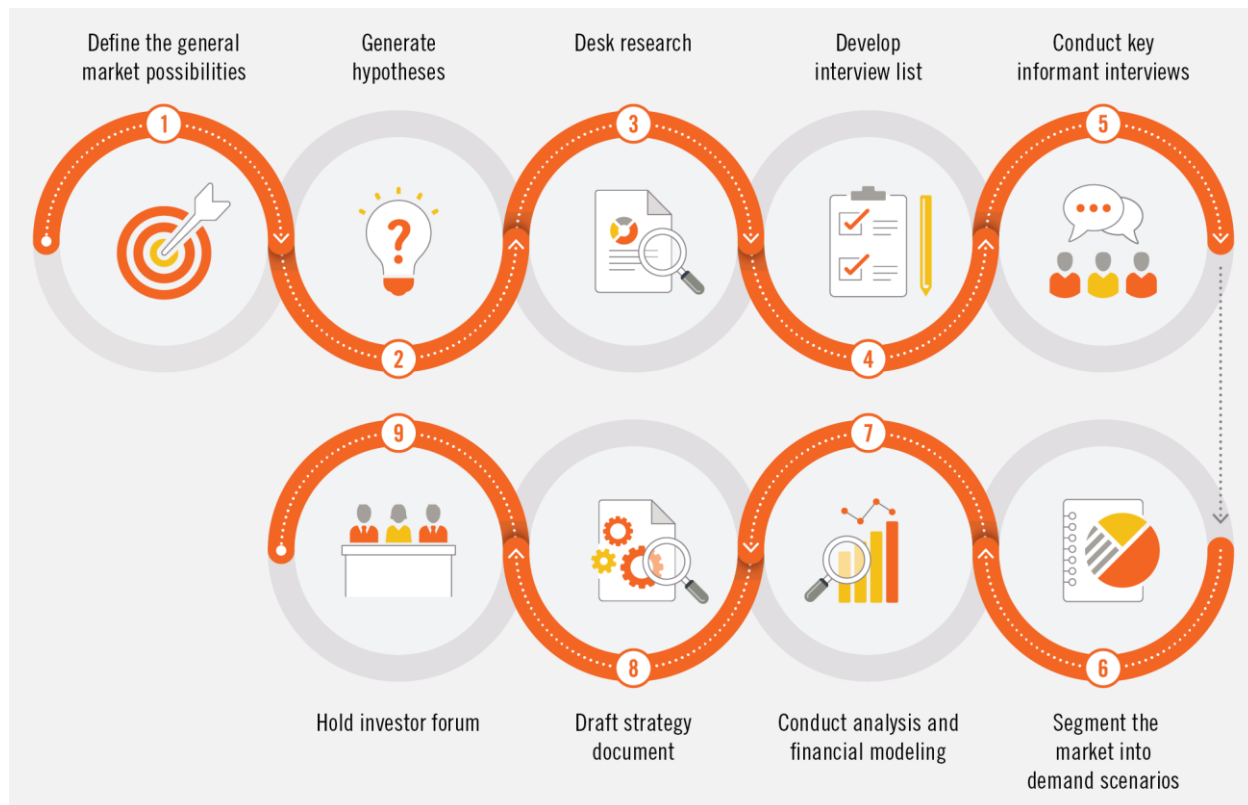 Define the general
market possibilities
Generate
hypotheses
Desk research
Develop
interview list
Conduct key
informant interviews
1
2
3
4
5
9
8
7
6
Hold investor forum
Draft strategy
document
Conduct analysis and
financial modeling
Segment the
market into
demand scenarios